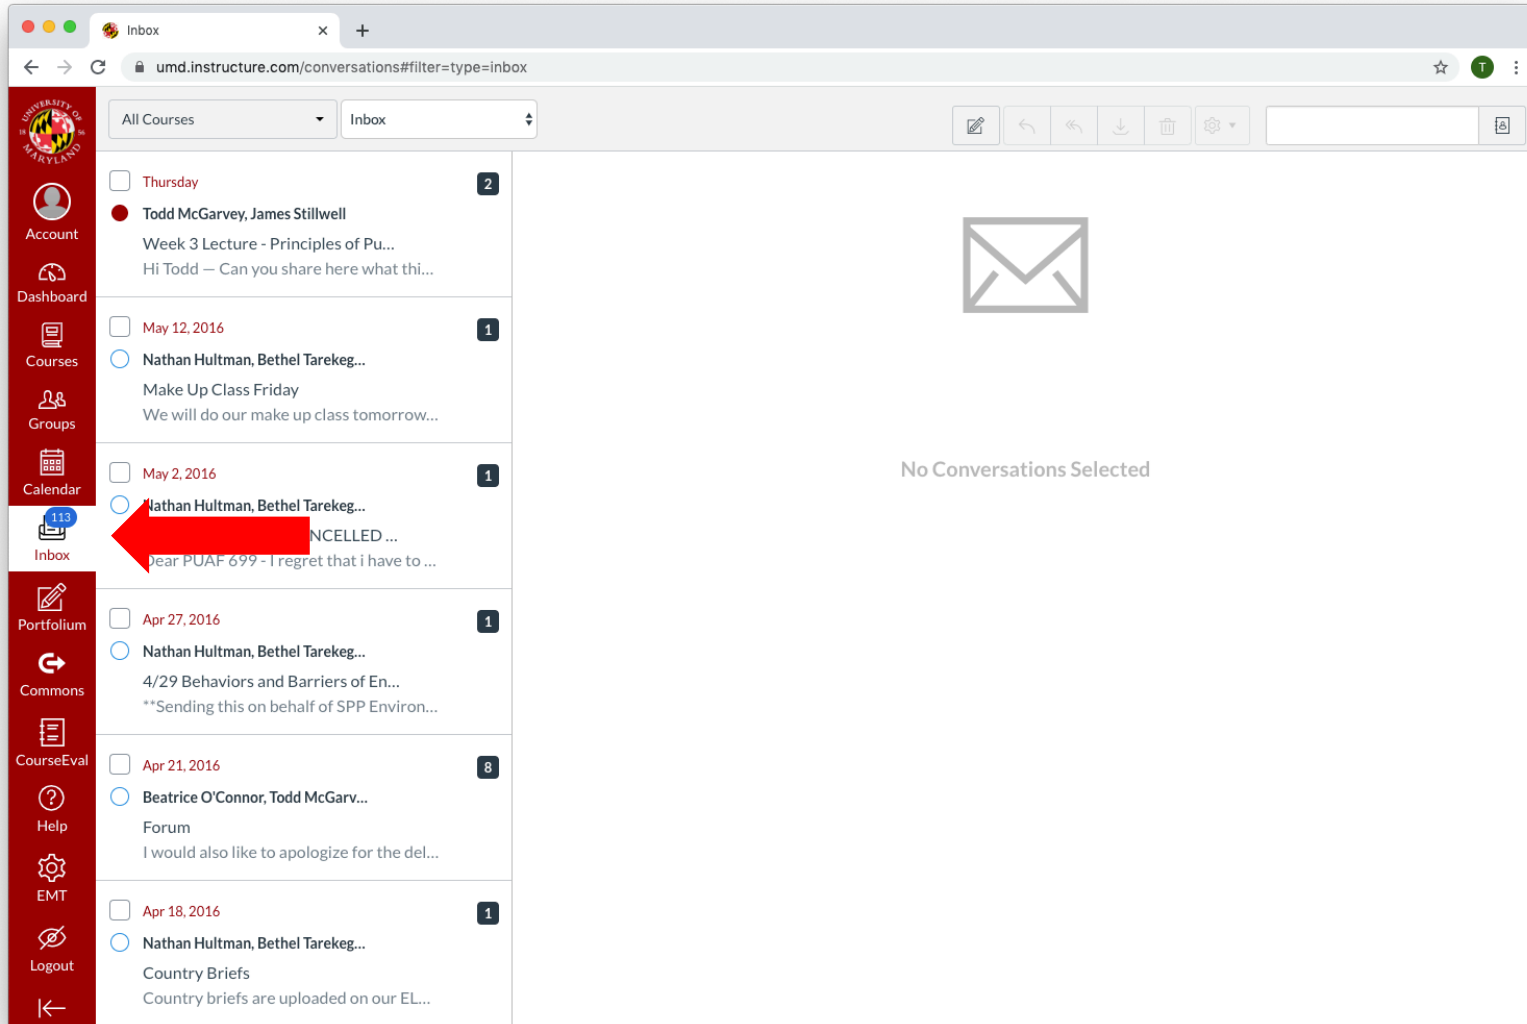 Inbox
umd.instructure.com/conversations#filter=type=inbox
T
UNIVERSITY OF
18 56
MARYLAND
All Courses
Inbox
Account
Dashboard
Courses
Groups
Calendar
113
Inbox
Portfolium
Commons
CourseEval
Help
EMT
Logout
Thursday
2
Todd McGarvey, James Stillwell
Week 3 Lecture - Principles of Pu...
Hi Todd — Can you share here what thi...
May 12, 2016
1
Nathan Hultman, Bethel Tarekeg...
Make Up Class Friday
We will do our make up class tomorrow...
May 2, 2016
1
Nathan Hultman, Bethel Tarekeg...
NCELLED ...
Dear PUAF 699 - I regret that i have to ...
Apr 27, 2016
1
Nathan Hultman, Bethel Tarekeg...
4/29 Behaviors and Barriers of En...
**Sending this on behalf of SPP Environ...
Apr 21, 2016
8
Beatrice O'Connor, Todd McGarv...
Forum
I would also like to apologize for the del...
Apr 18, 2016
1
Nathan Hultman, Bethel Tarekeg...
Country Briefs
Country briefs are uploaded on our EL...
No Conversations Selected